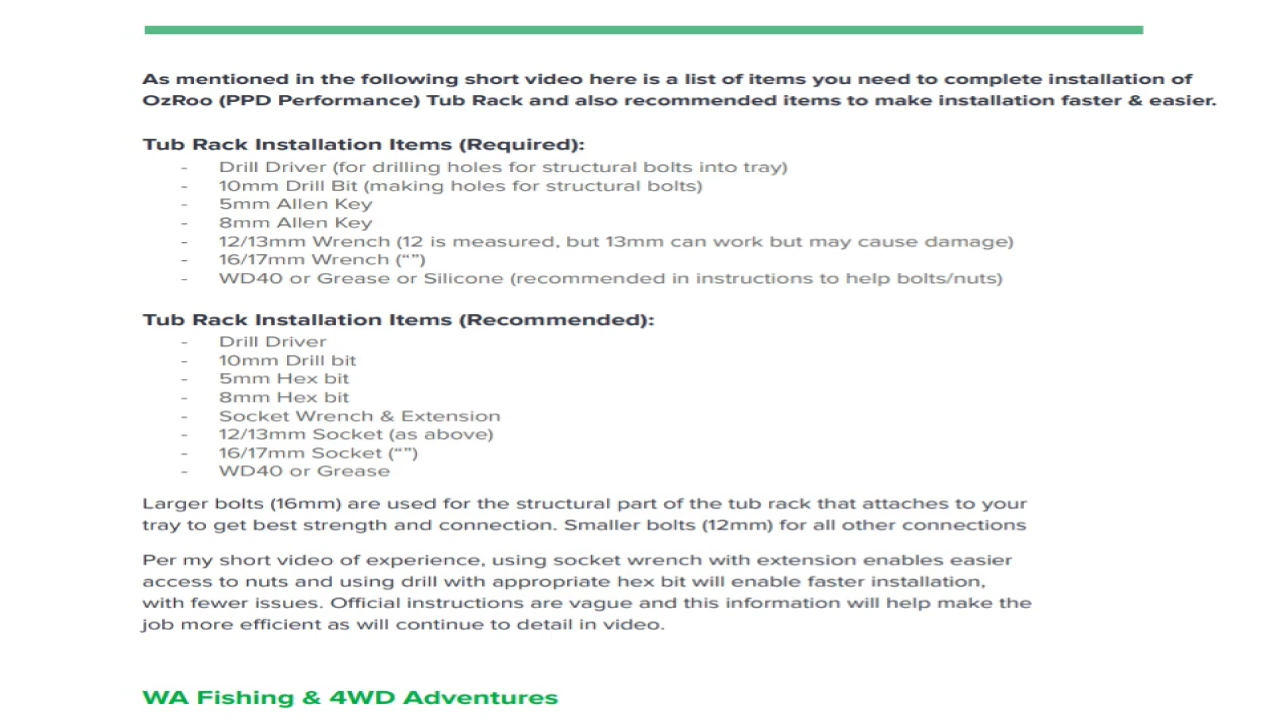 As mentioned in the following short video here is a list of items you need to complete installation of
OzRoo (PPD Performance) Tub Rack and also recommended items to make installation faster & easier.
Tub Rack Installation Items (Required):
- Drill Driver (for drilling holes for structural bolts into tray)
- 10mm Drill Bit (making holes for structural bolts)
- 5mm Allen Key
- 8mm Allen Key
- 12/13mm Wrench (12 is measured, but 13mm can work but may cause damage)
- 16/17mm Wrench (“”)
- WD40 or Grease or Silicone (recommended in instructions to help bolts/nuts)
Tub Rack Installation Items (Recommended):
- Drill Driver
- 10mm Drill bit
- 5mm Hex bit
- 8mm Hex bit
- Socket Wrench & Extension
- 12/13mm Socket (as above)
- 16/17mm Socket (“”)
- WD40 or Grease
Larger bolts (16mm) are used for the structural part of the tub rack that attaches to your
tray to get best strength and connection. Smaller bolts (12mm) for all other connections
Per my short video of experience, using socket wrench with extension enables easier
access to nuts and using drill with appropriate hex bit will enable faster installation,
with fewer issues. Official instructions are vague and this information will help make the
job more efficient as will continue to detail in video.
WA Fishing & 4WD Adventures